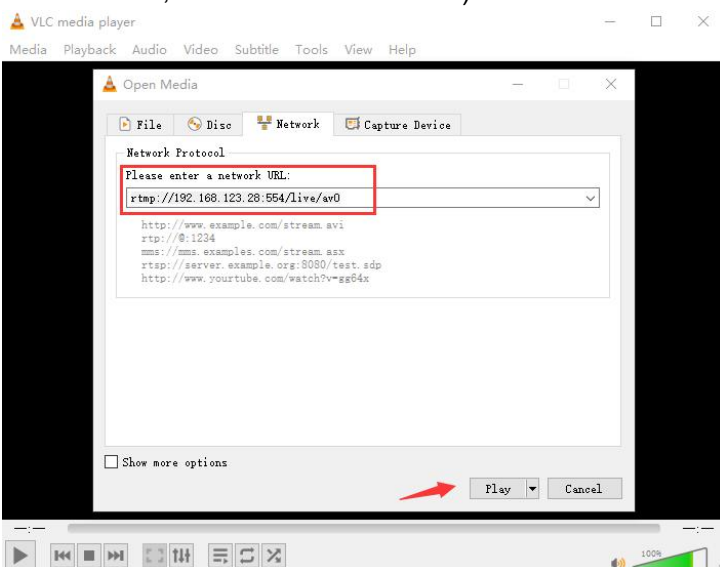 VLC media player
Media Playback Audio Video Subtitle Tools View Help
Open Media
File Disc Network Capture Device
Network Protocol
Please enter a network URL:
rtmp://192.168.123.28:554/live/av0
http://www.example.com/stream.avi
rtp://@:1234
mms://mms.examples.com/stream.asx
rtsp://server.example.org:8080/test.sdp
http://www.yourtube.com/watch?v=gg64x
Show more options
Play Cancel
--:-- --:--
100%